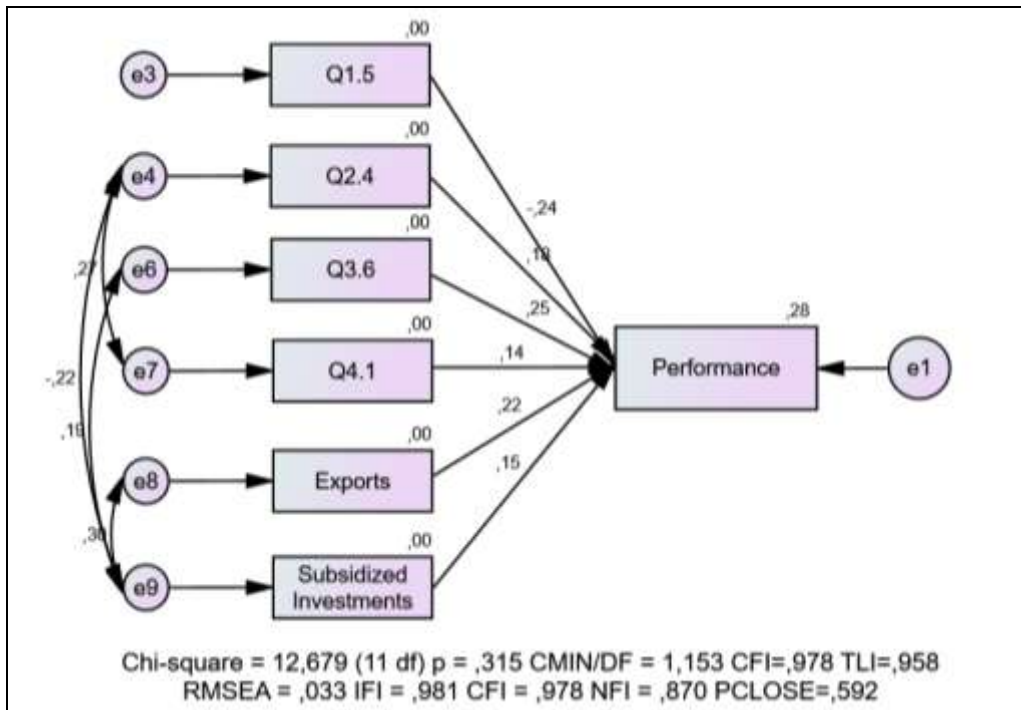 ,00
e3
Q1.5
,00
e4
Q2.4
-,24
,00
e6
Q3.6
,25
,28
,00
e7
Q4.1
,14
Performance
e1
-,22
,22
,00
e8
Exports
,15
,00
e9
Subsidized
Investments
Chi-square = 12,679 (11 df) p = ,315 CMIN/DF = 1,153 CFI=,978 TLI=,958
RMSEA = ,033 IFI = ,981 CFI = ,978 NFI = ,870 PCLOSE=,592